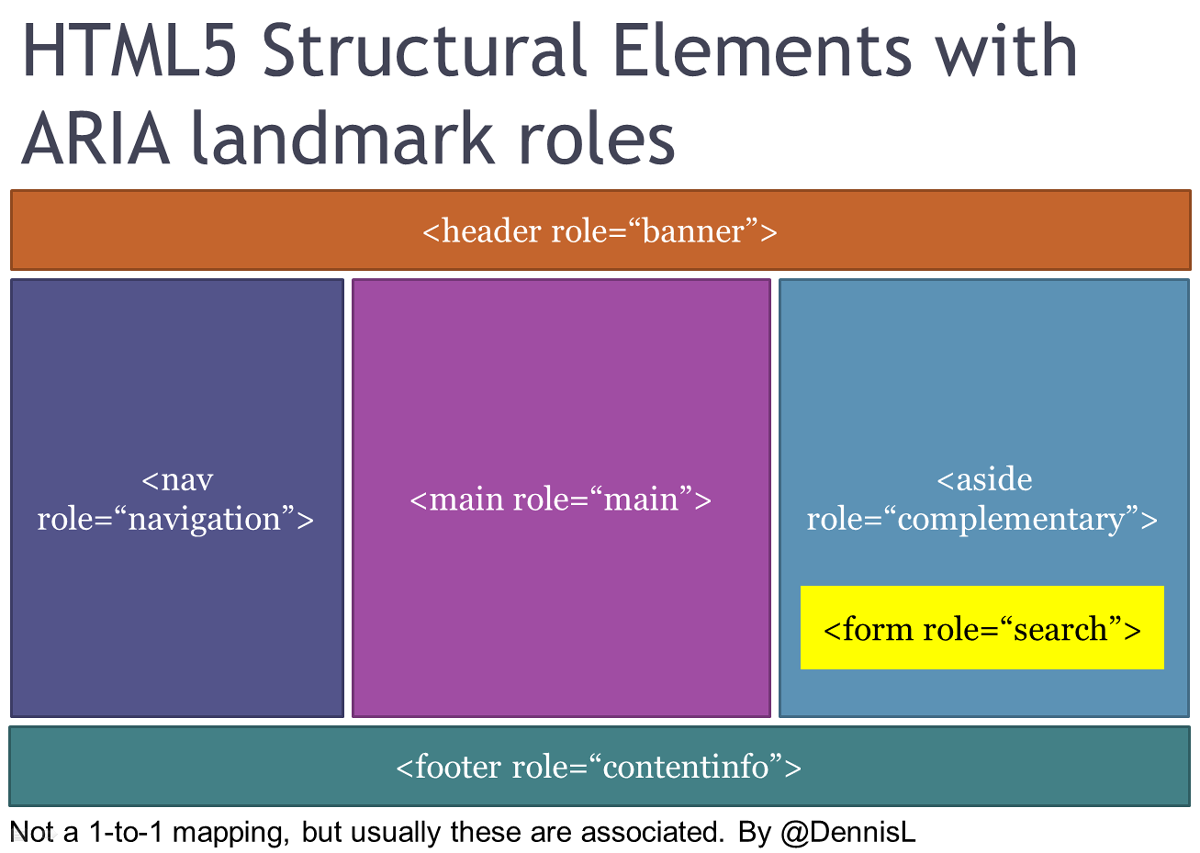 HTML5 Structural Elements with
ARIA landmark roles
<header role=“banner”>
<nav
role=“navigation”>
<main role=“main”>
<aside
role=“complementary”>
<form role=“search”>
<footer role=“contentinfo”>
Not a 1-to-1 mapping, but usually these are associated. By @DennisL